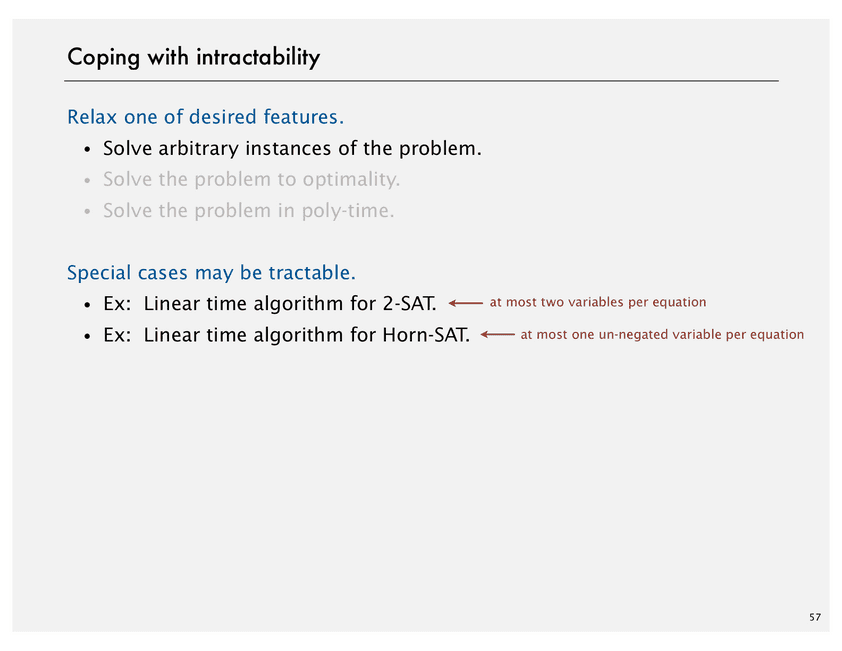 Coping with intractability
Relax one of desired features.
• Solve arbitrary instances of the problem.
• Solve the problem to optimality.
• Solve the problem in poly-time.
Special cases may be tractable.
• Ex: Linear time algorithm for 2-SAT. at most two variables per equation
• Ex: Linear time algorithm for Horn-SAT. at most one un-negated variable per equation
57